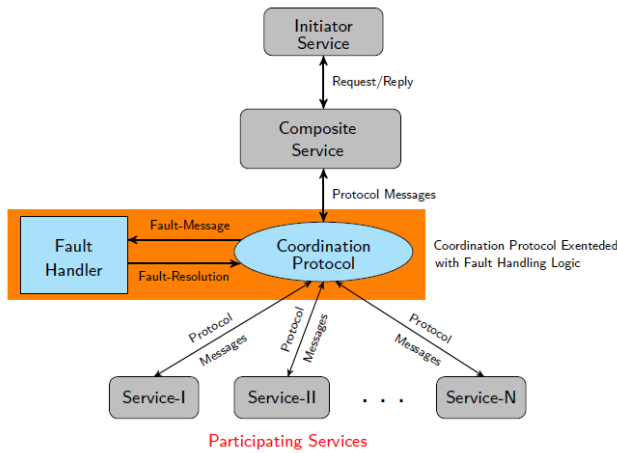 Initiator
Service
Request/Reply
Composite
Service
Protocol Messages
Fault-Message
Fault
Handler
Coordination
Protocol
Fault-Resolution
Coordination Protocol Exenteded
with Fault Handling Logic
Protocol
Messages
Protocol
Messages
Protocol
Messages
Service-I
Service-II
. . .
Service-N
Participating Services